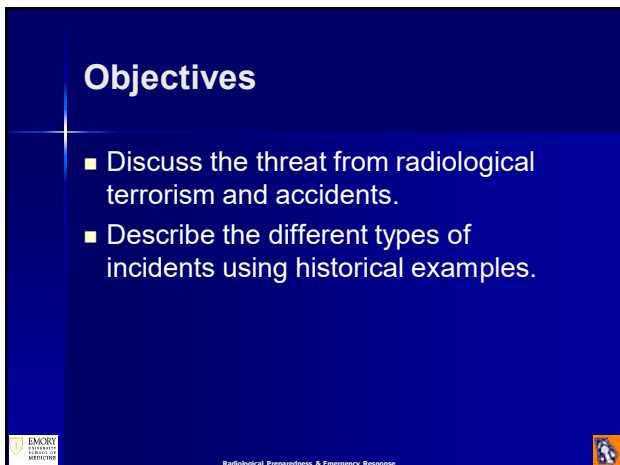 Objectives
Discuss the threat from radiological
terrorism and accidents.
Describe the different types of
incidents using historical examples.
EMORY
UNIVERSITY
SCHOOL OF
MEDICINE
Radiological Preparedness & Emergency Response